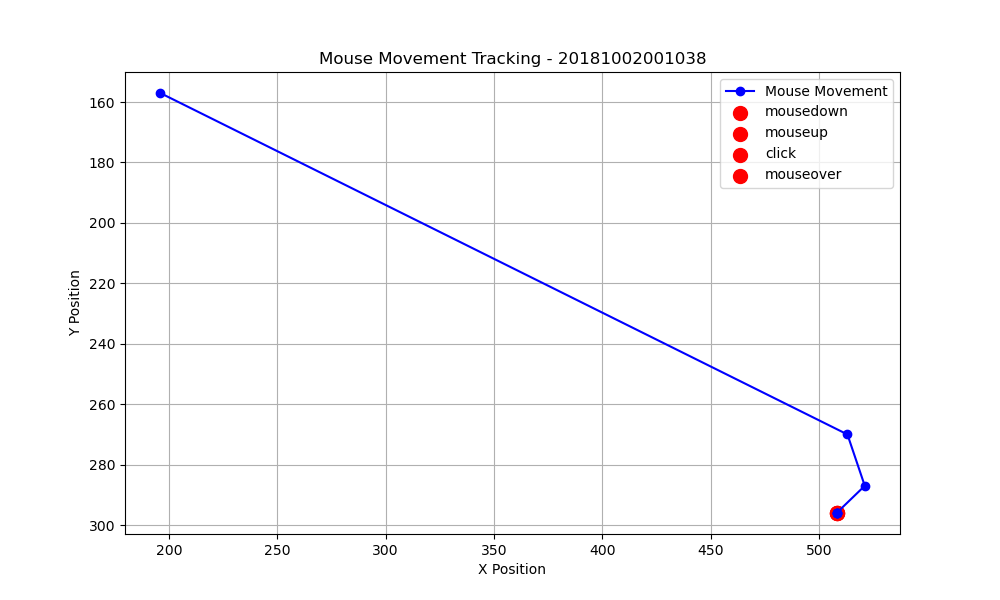 Mouse Movement Tracking - 20181002001038
Mouse Movement
mousedown
mouseup
click
mouseover
Y Position
160
180
200
220
240
260
280
300
200 250 300 350 400 450 500
X Position